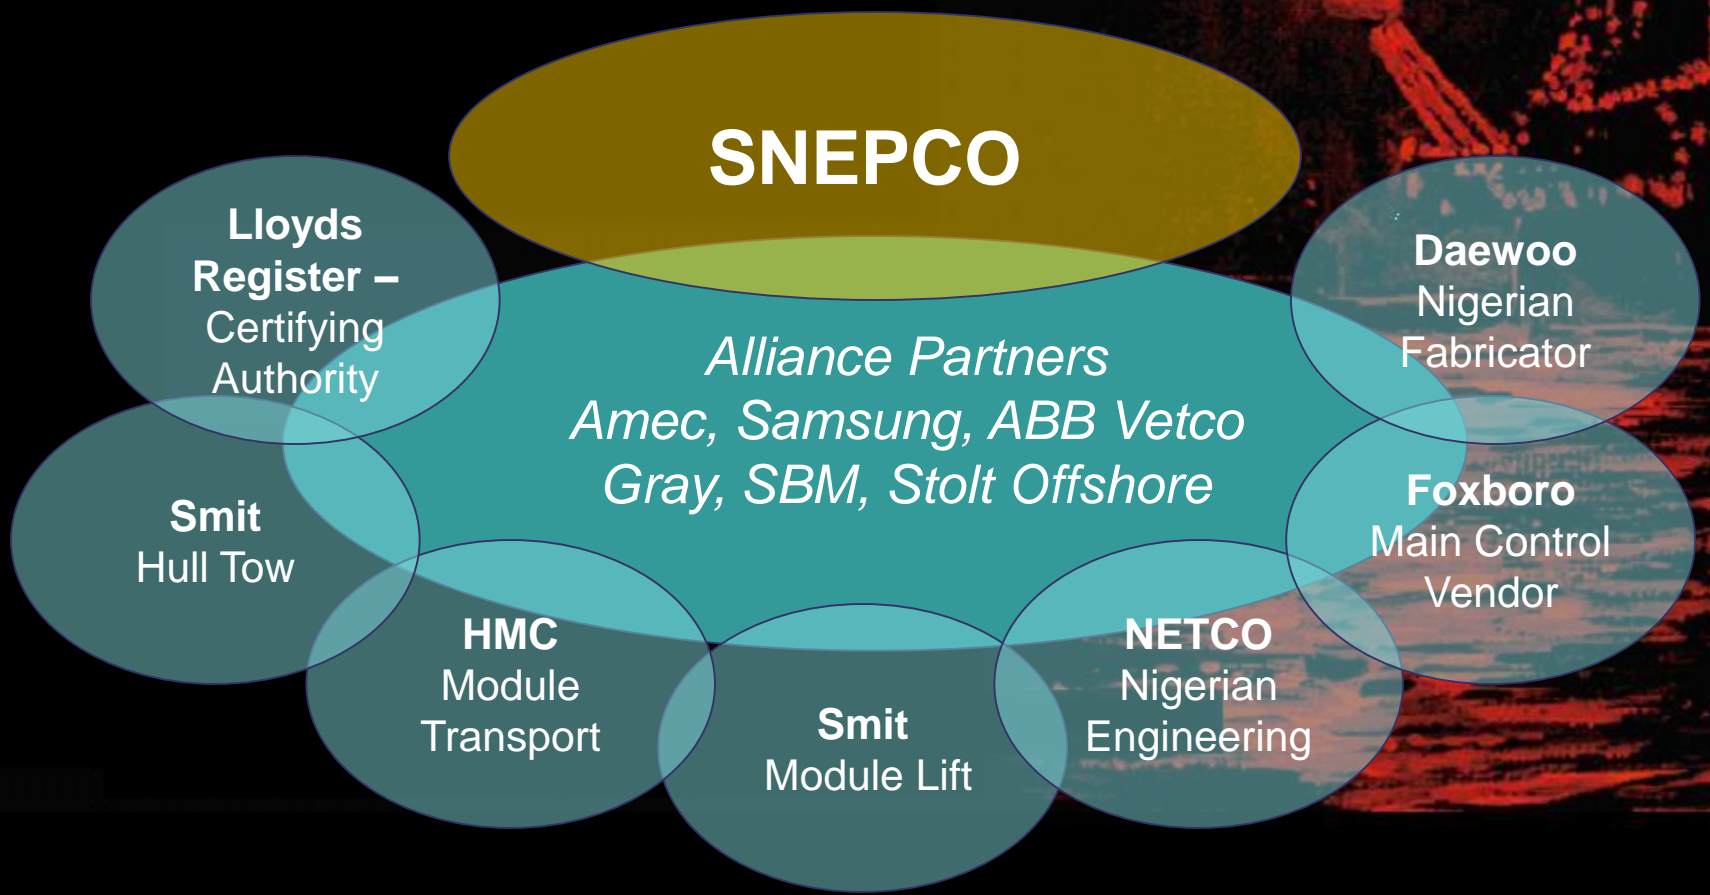 SNEPCO
Alliance Partners
Amec, Samsung, ABB Vetco
Gray, SBM, Stolt Offshore
Lloyds
Register –
Certifying
Authority
Smit
Hull Tow
HMC
Module
Transport
Smit
Module Lift
NETCO
Nigerian
Engineering
Foxboro
Main Control
Vendor
Daewoo
Nigerian
Fabricator